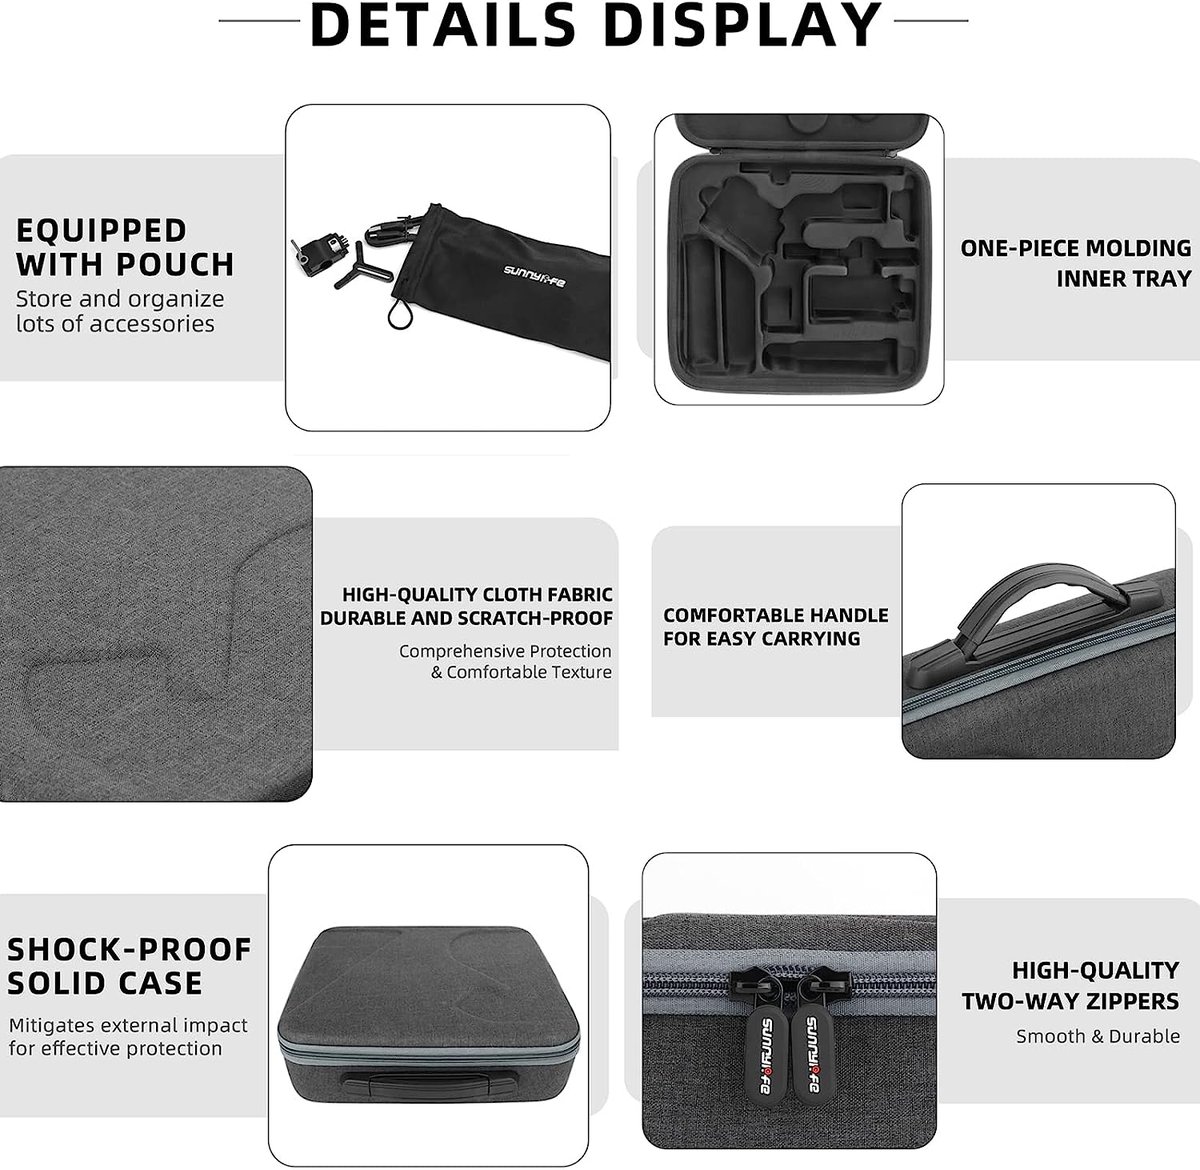 DETAILS DISPLAY
EQUIPPED
WITH POUCH
Store and organize
lots of accessories
sunnylife
ONE-PIECE MOLDING
INNER TRAY
HIGH-QUALITY CLOTH FABRIC
DURABLE AND SCRATCH-PROOF
Comprehensive Protection
& Comfortable Texture
COMFORTABLE HANDLE
FOR EASY CARRYING
SHOCK-PROOF
SOLID CASE
Mitigates external impact
for effective protection
sunnylife
sunnylife
HIGH-QUALITY
TWO-WAY ZIPPERS
Smooth & Durable